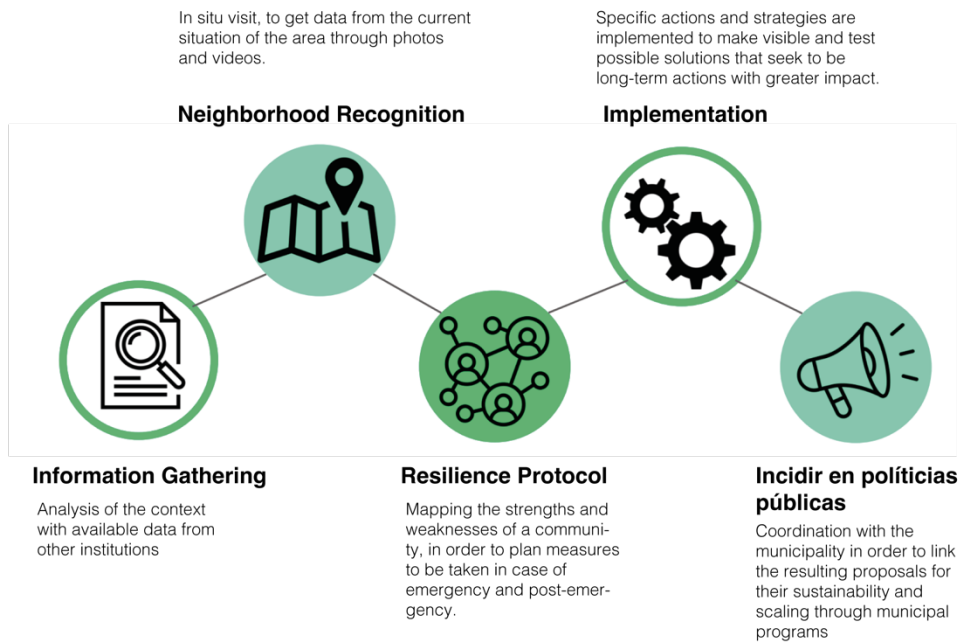 In situ visit, to get data from the current
situation of the area through photos
and videos.
Neighborhood Recognition
Specific actions and strategies are
implemented to make visible and test
possible solutions that seek to be
long-term actions with greater impact.
Implementation
Information Gathering
Analysis of the context
with available data from
other institutions
Resilience Protocol
Mapping the strengths and
weaknesses of a communi-
ty, in order to plan measures
to be taken in case of
emergency and post-emer-
gency.
Incidir en políticias
públicas
Coordination with the
municipality in order to link
the resulting proposals for
their sustainability and
scaling through municipal
programs